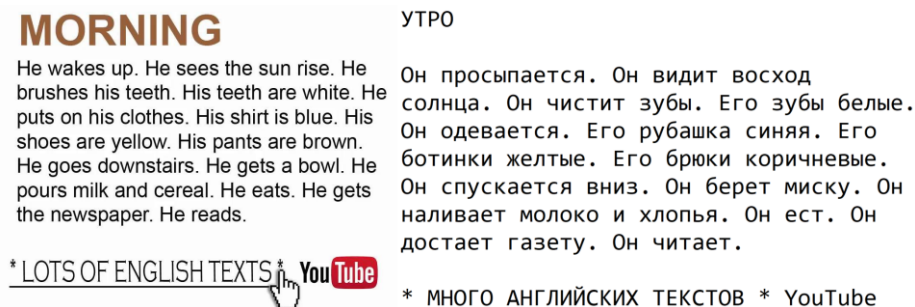 MORNING
He wakes up. He sees the sun rise. He
brushes his teeth. His teeth are white. He
puts on his clothes. His shirt is blue. His
shoes are yellow. His pants are brown.
He goes downstairs. He gets a bowl. He
pours milk and cereal. He eats. He gets
the newspaper. He reads.
* LOTS OF ENGLISH TEXTS * YouTube
УТРО
Он просыпается. Он видит восход
солнца. Он чистит зубы. Его зубы белые.
Он одевается. Его рубашка синяя. Его
ботинки желтые. Его брюки коричневые.
Он спускается вниз. Он берет миску. Он
наливает молоко и хлопья. Он ест. Он
достает газету. Он читает.
* МНОГО АНГЛИЙСКИХ ТЕКСТОВ * YouTube